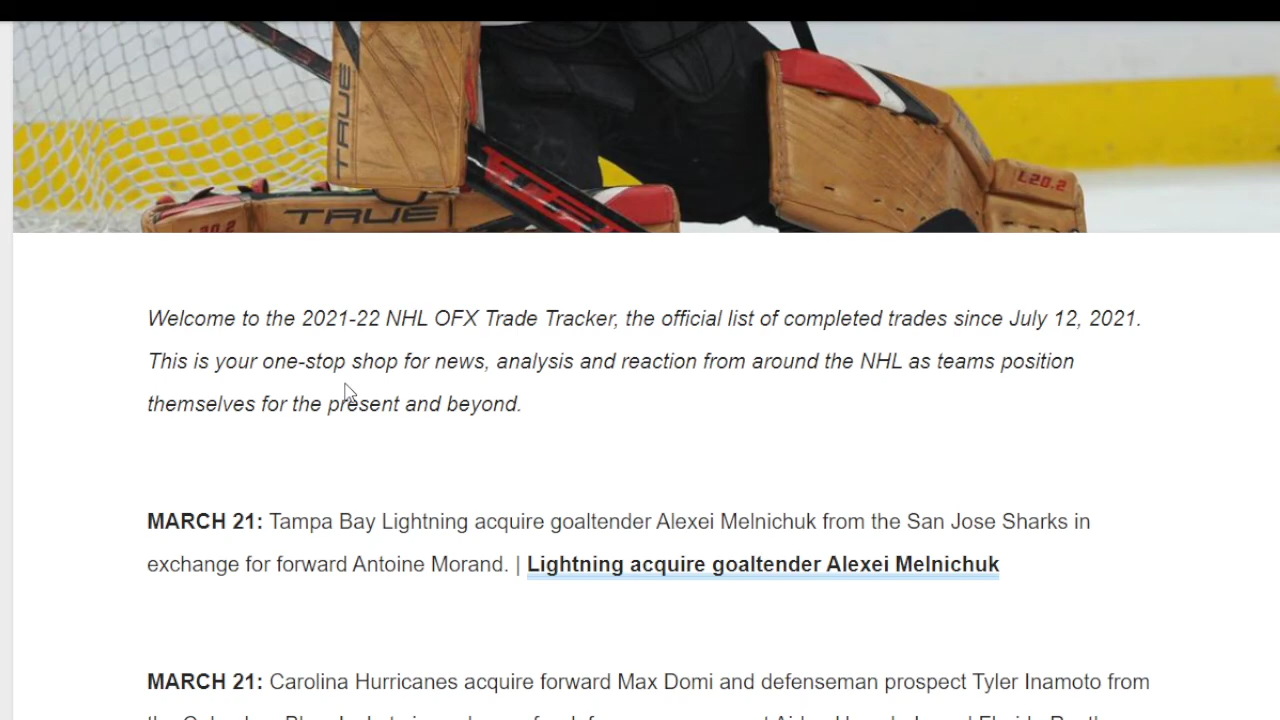 TRUE
TRUE
L20.2
L20.2
Welcome to the 2021-22 NHL OFX Trade Tracker, the official list of completed trades since July 12, 2021.
This is your one-stop shop for news, analysis and reaction from around the NHL as teams position
themselves for the present and beyond.
MARCH 21: Tampa Bay Lightning acquire goaltender Alexei Melnichuk from the San Jose Sharks in
exchange for forward Antoine Morand. | Lightning acquire goaltender Alexei Melnichuk
MARCH 21: Carolina Hurricanes acquire forward Max Domi and defenseman prospect Tyler Inamoto from